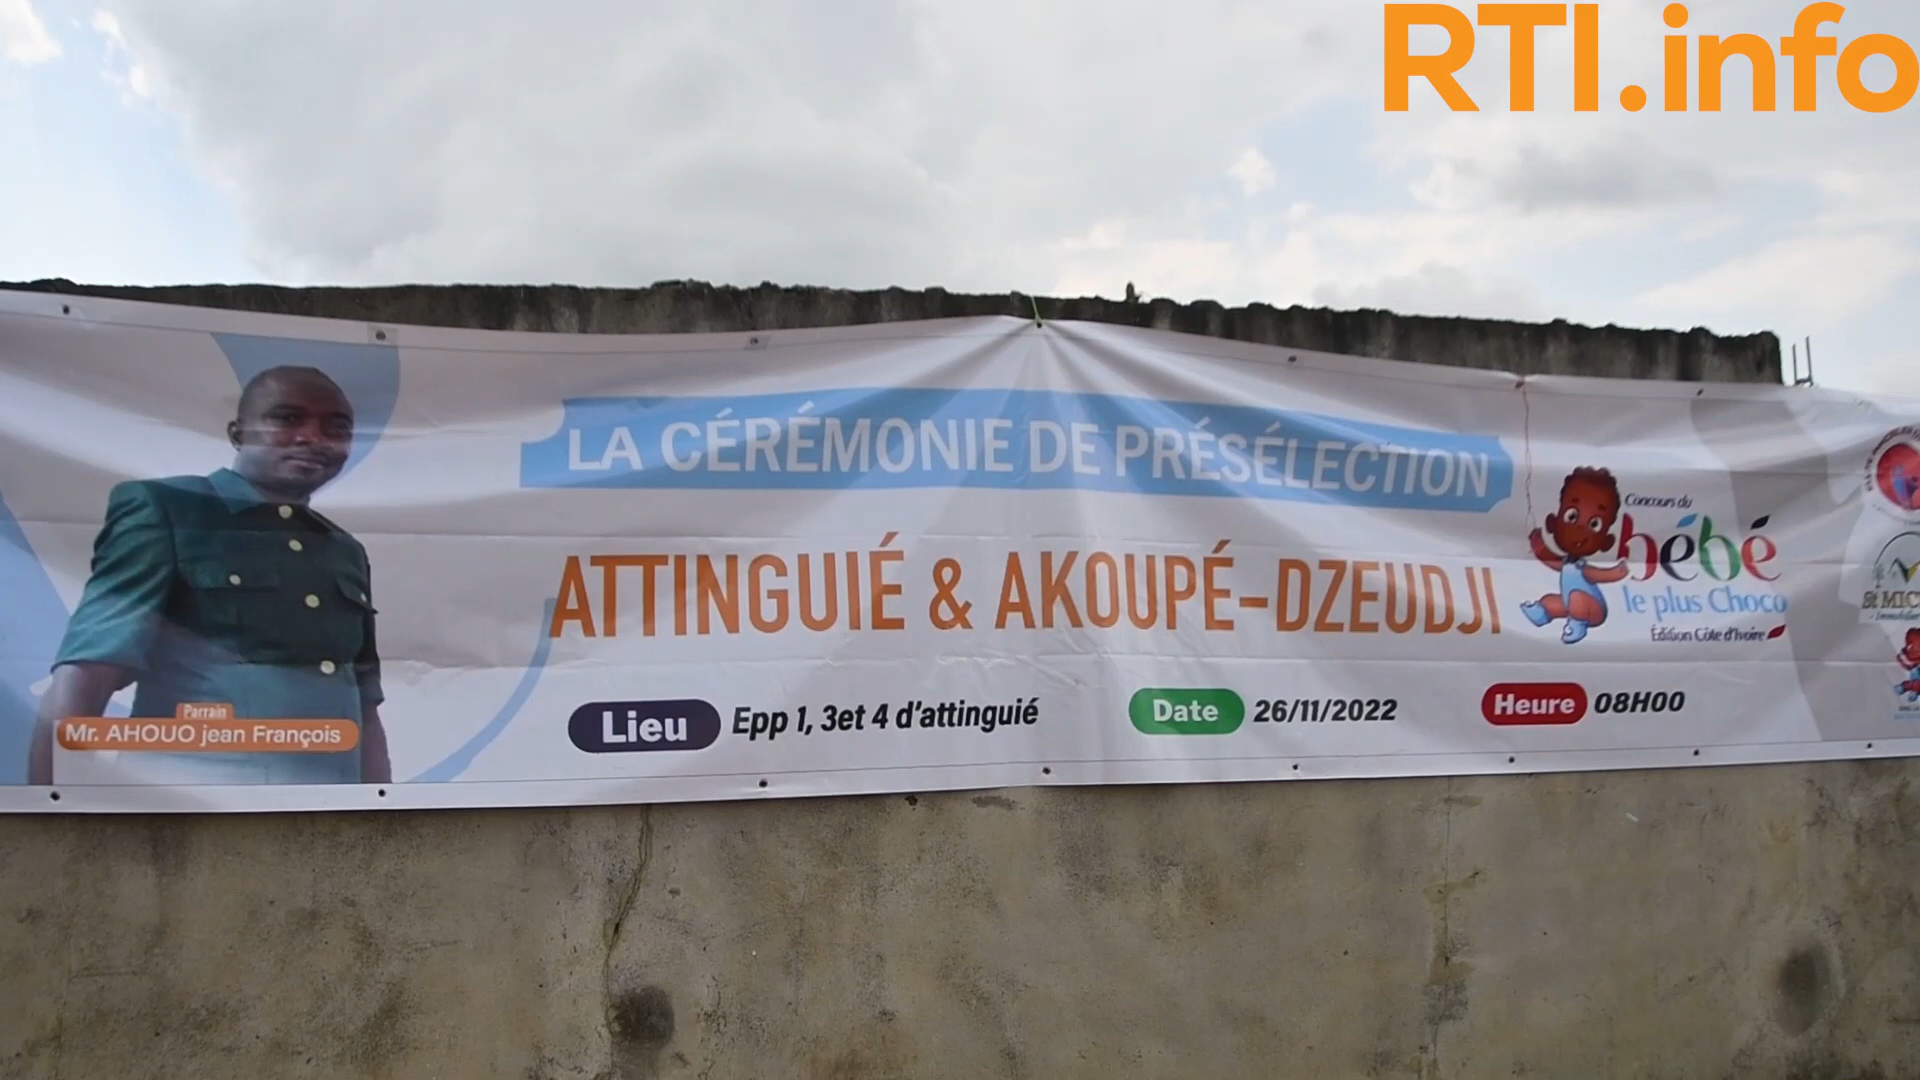 RTI.info
LA CÉRÉMONIE DE PRÉSÉLECTION
ATTINGUIÉ & AKOUPÉ-DZEUDJI
Concours du
bébé
le plus Choco
Édition Côte d'Ivoire
St MIC
Parrain
Mr. AHOUO jean François
Lieu Epp 1, 3et 4 d'attinguié
Date 26/11/2022
Heure 08H00